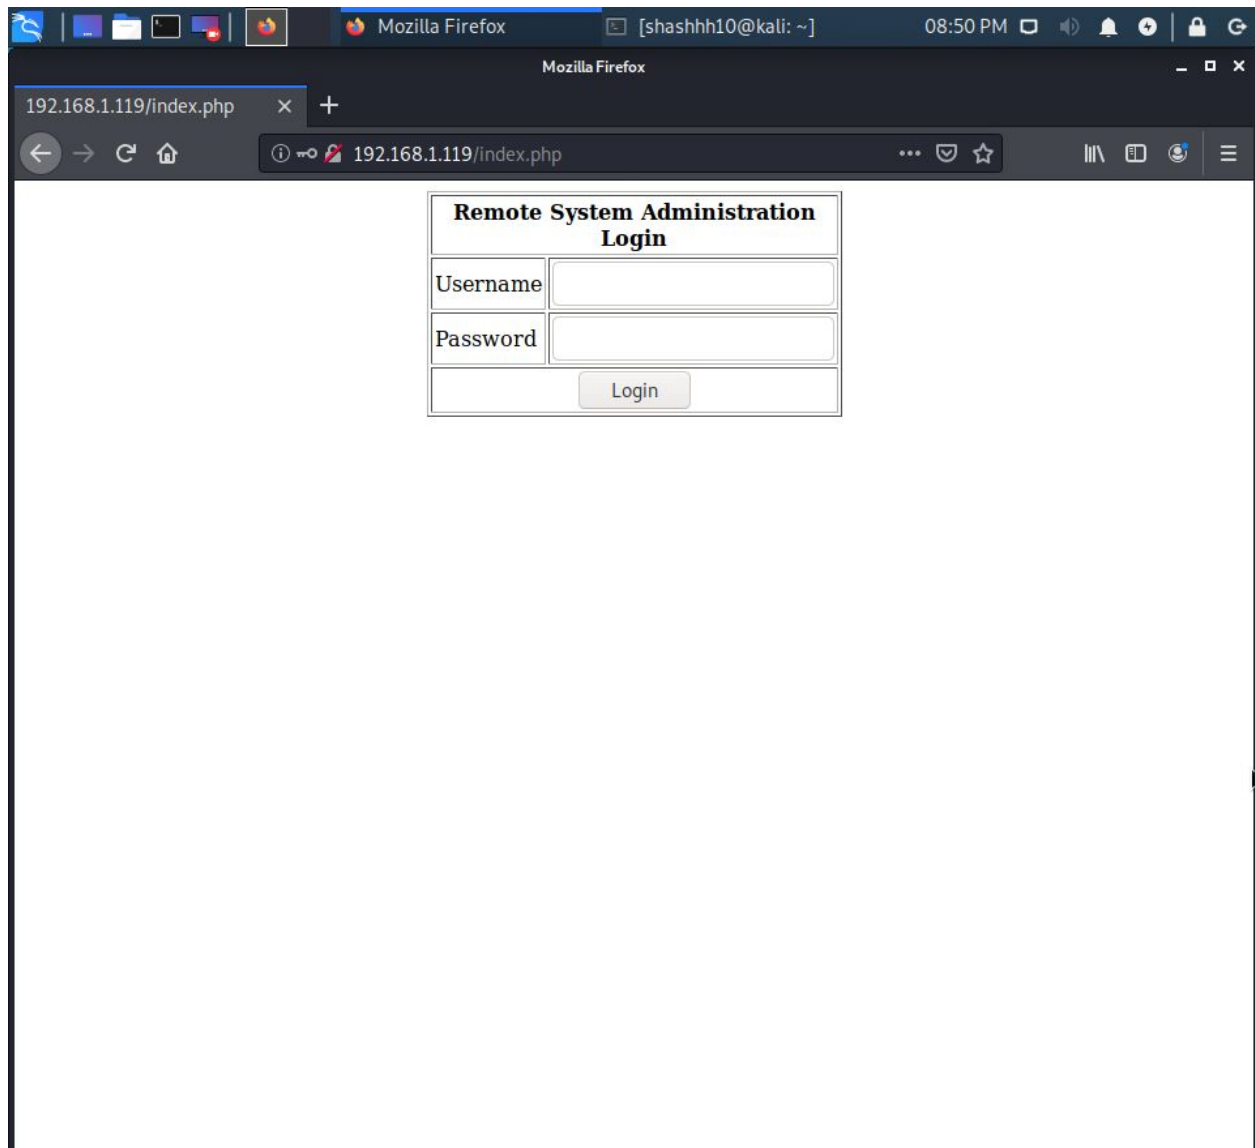 Mozilla Firefox
[shashhh10@kali: ~]
08:50 PM
Mozilla Firefox
192.168.1.119/index.php
192.168.1.119/index.php
Remote System Administration
Login
Username
Password
Login